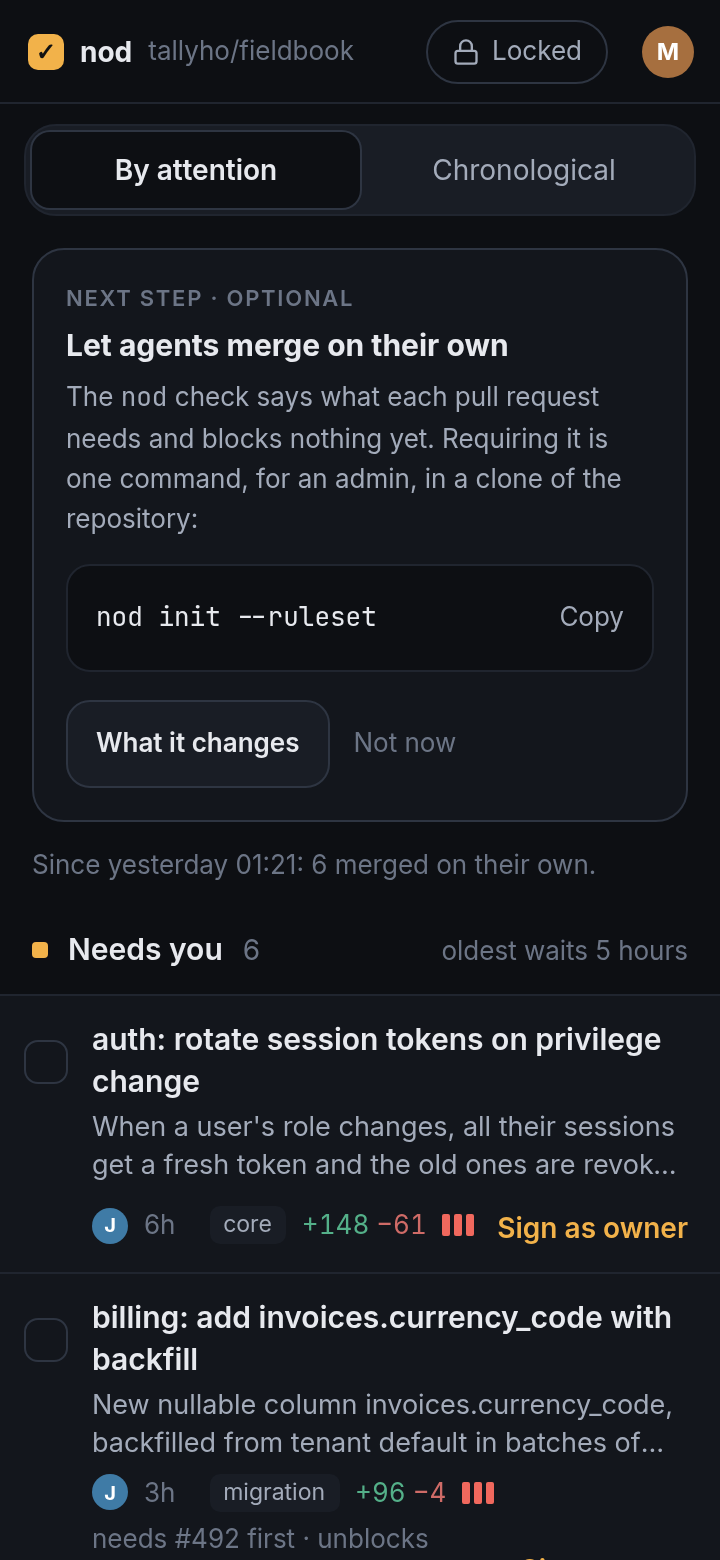 ✓ nod tallyho/fieldbook Locked M
By attention Chronological
NEXT STEP · OPTIONAL
Let agents merge on their own
The nod check says what each pull request
needs and blocks nothing yet. Requiring it is
one command, for an admin, in a clone of the
repository:
nod init --ruleset Copy
What it changes Not now
Since yesterday 01:21: 6 merged on their own.
Needs you 6 oldest waits 5 hours
auth: rotate session tokens on privilege
change
When a user's role changes, all their sessions
get a fresh token and the old ones are revok…
J 6h core +148 −61 Sign as owner
billing: add invoices.currency_code with
backfill
New nullable column invoices.currency_code,
backfilled from tenant default in batches of…
J 3h migration +96 −4
needs #492 first · unblocks